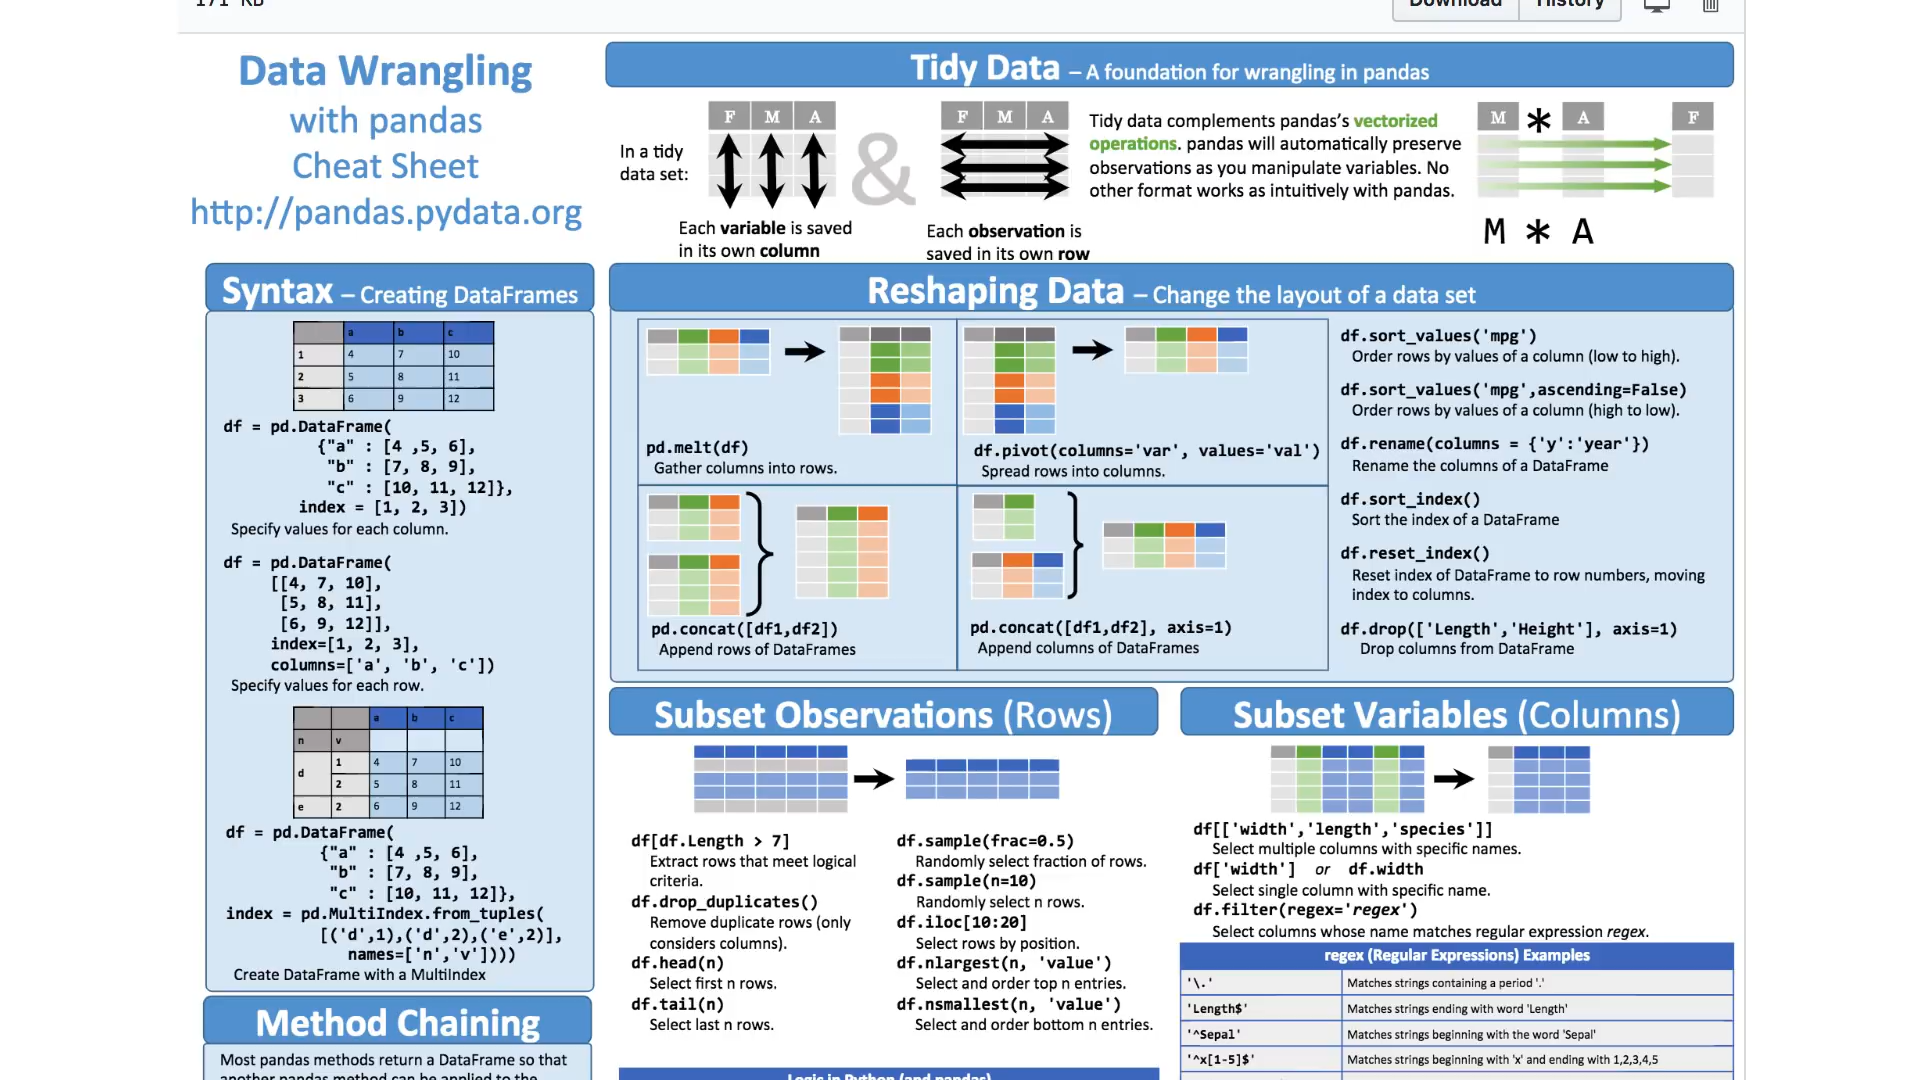 171 KB
Download
History
Data Wrangling
with pandas
Cheat Sheet
http://pandas.pydata.org
Tidy Data – A foundation for wrangling in pandas
In a tidy
data set:
F M A
Each variable is saved
in its own column
&
F M A
Each observation is
saved in its own row
Tidy data complements pandas’s vectorized
operations. pandas will automatically preserve
observations as you manipulate variables. No
other format works as intuitively with pandas.
M * A F
M * A
Syntax – Creating DataFrames
a b c
1 4 7 10
2 5 8 11
3 6 9 12
df = pd.DataFrame(
{"a" : [4 ,5, 6],
"b" : [7, 8, 9],
"c" : [10, 11, 12]},
index = [1, 2, 3])
Specify values for each column.
df = pd.DataFrame(
[[4, 7, 10],
[5, 8, 11],
[6, 9, 12]],
index=[1, 2, 3],
columns=['a', 'b', 'c'])
Specify values for each row.
a b c
n v
d 1 4 7 10
2 5 8 11
e 2 6 9 12
df = pd.DataFrame(
{"a" : [4 ,5, 6],
"b" : [7, 8, 9],
"c" : [10, 11, 12]},
index = pd.MultiIndex.from_tuples(
[('d',1),('d',2),('e',2)],
names=['n','v'])))
Create DataFrame with a MultiIndex
Method Chaining
Most pandas methods return a DataFrame so that
another pandas method can be applied to the
Reshaping Data – Change the layout of a data set
pd.melt(df)
Gather columns into rows.
df.pivot(columns='var', values='val')
Spread rows into columns.
pd.concat([df1,df2])
Append rows of DataFrames
pd.concat([df1,df2], axis=1)
Append columns of DataFrames
df.sort_values('mpg')
Order rows by values of a column (low to high).
df.sort_values('mpg',ascending=False)
Order rows by values of a column (high to low).
df.rename(columns = {'y':'year'})
Rename the columns of a DataFrame
df.sort_index()
Sort the index of a DataFrame
df.reset_index()
Reset index of DataFrame to row numbers, moving
index to columns.
df.drop(['Length','Height'], axis=1)
Drop columns from DataFrame
Subset Observations (Rows)
df[df.Length > 7]
Extract rows that meet logical
criteria.
df.drop_duplicates()
Remove duplicate rows (only
considers columns).
df.head(n)
Select first n rows.
df.tail(n)
Select last n rows.
df.sample(frac=0.5)
Randomly select fraction of rows.
df.sample(n=10)
Randomly select n rows.
df.iloc[10:20]
Select rows by position.
df.nlargest(n, 'value')
Select and order top n entries.
df.nsmallest(n, 'value')
Select and order bottom n entries.
Logic in Python (and pandas)
Subset Variables (Columns)
df[['width','length','species']]
Select multiple columns with specific names.
df['width'] or df.width
Select single column with specific name.
df.filter(regex='regex')
Select columns whose name matches regular expression regex.
regex (Regular Expressions) Examples
'\.' Matches strings containing a period '.'
'Length$' Matches strings ending with word 'Length'
'^Sepal' Matches strings beginning with the word 'Sepal'
'^x[1-5]$' Matches strings beginning with 'x' and ending with 1,2,3,4,5